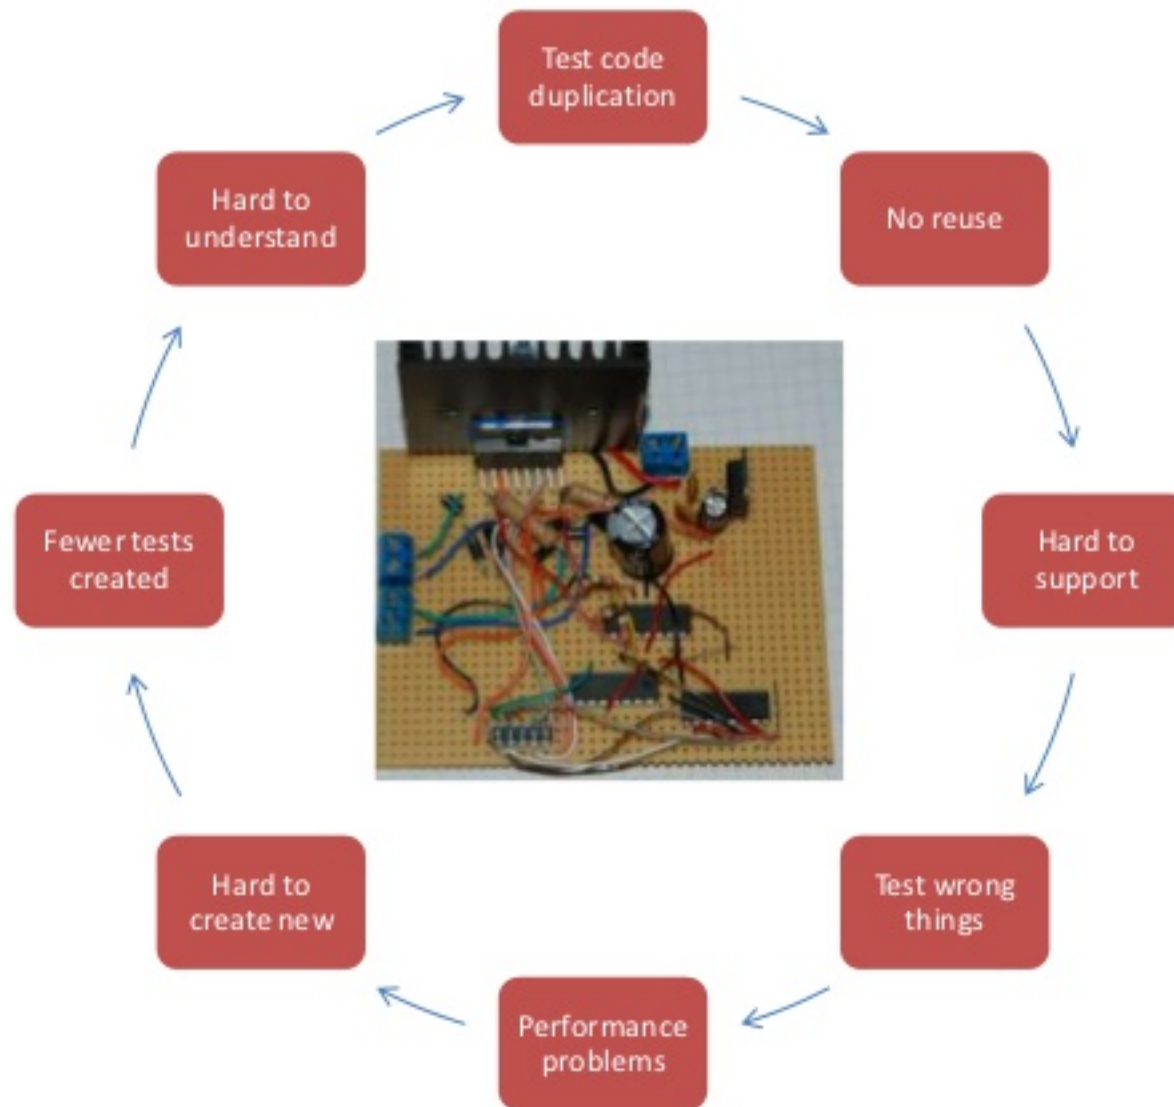 Test code
duplication
No reuse
Hard to
support
Test wrong
things
Performance
problems
Hard to
create new
Fewer tests
created
Hard to
understand